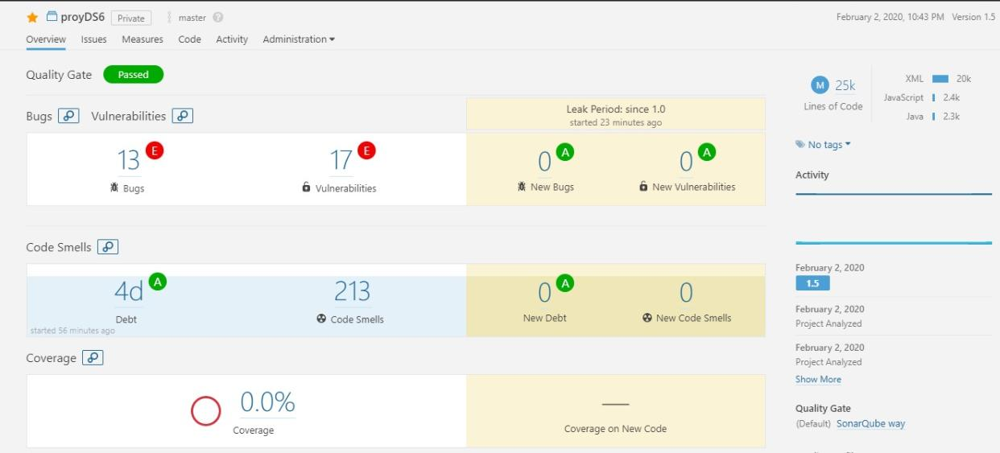 proyDS6 Private master ? February 2, 2020, 10:43 PM Version 1.5
Overview Issues Measures Code Activity Administration
Quality Gate Passed
Bugs Vulnerabilities
Leak Period: since 1.0
started 23 minutes ago
13 E
Bugs
17 E
Vulnerabilities
0 A
New Bugs
0 A
New Vulnerabilities
Code Smells
4d A
Debt
started 56 minutes ago
213
Code Smells
0 A
New Debt
0
New Code Smells
Coverage
0.0%
Coverage
Coverage on New Code
M 25k
Lines of Code
XML 20k
JavaScript 2.4k
Java 2.3k
No tags
Activity
February 2, 2020
1.5
February 2, 2020
Project Analyzed
February 2, 2020
Project Analyzed
Show More
Quality Gate
(Default) SonarQube way